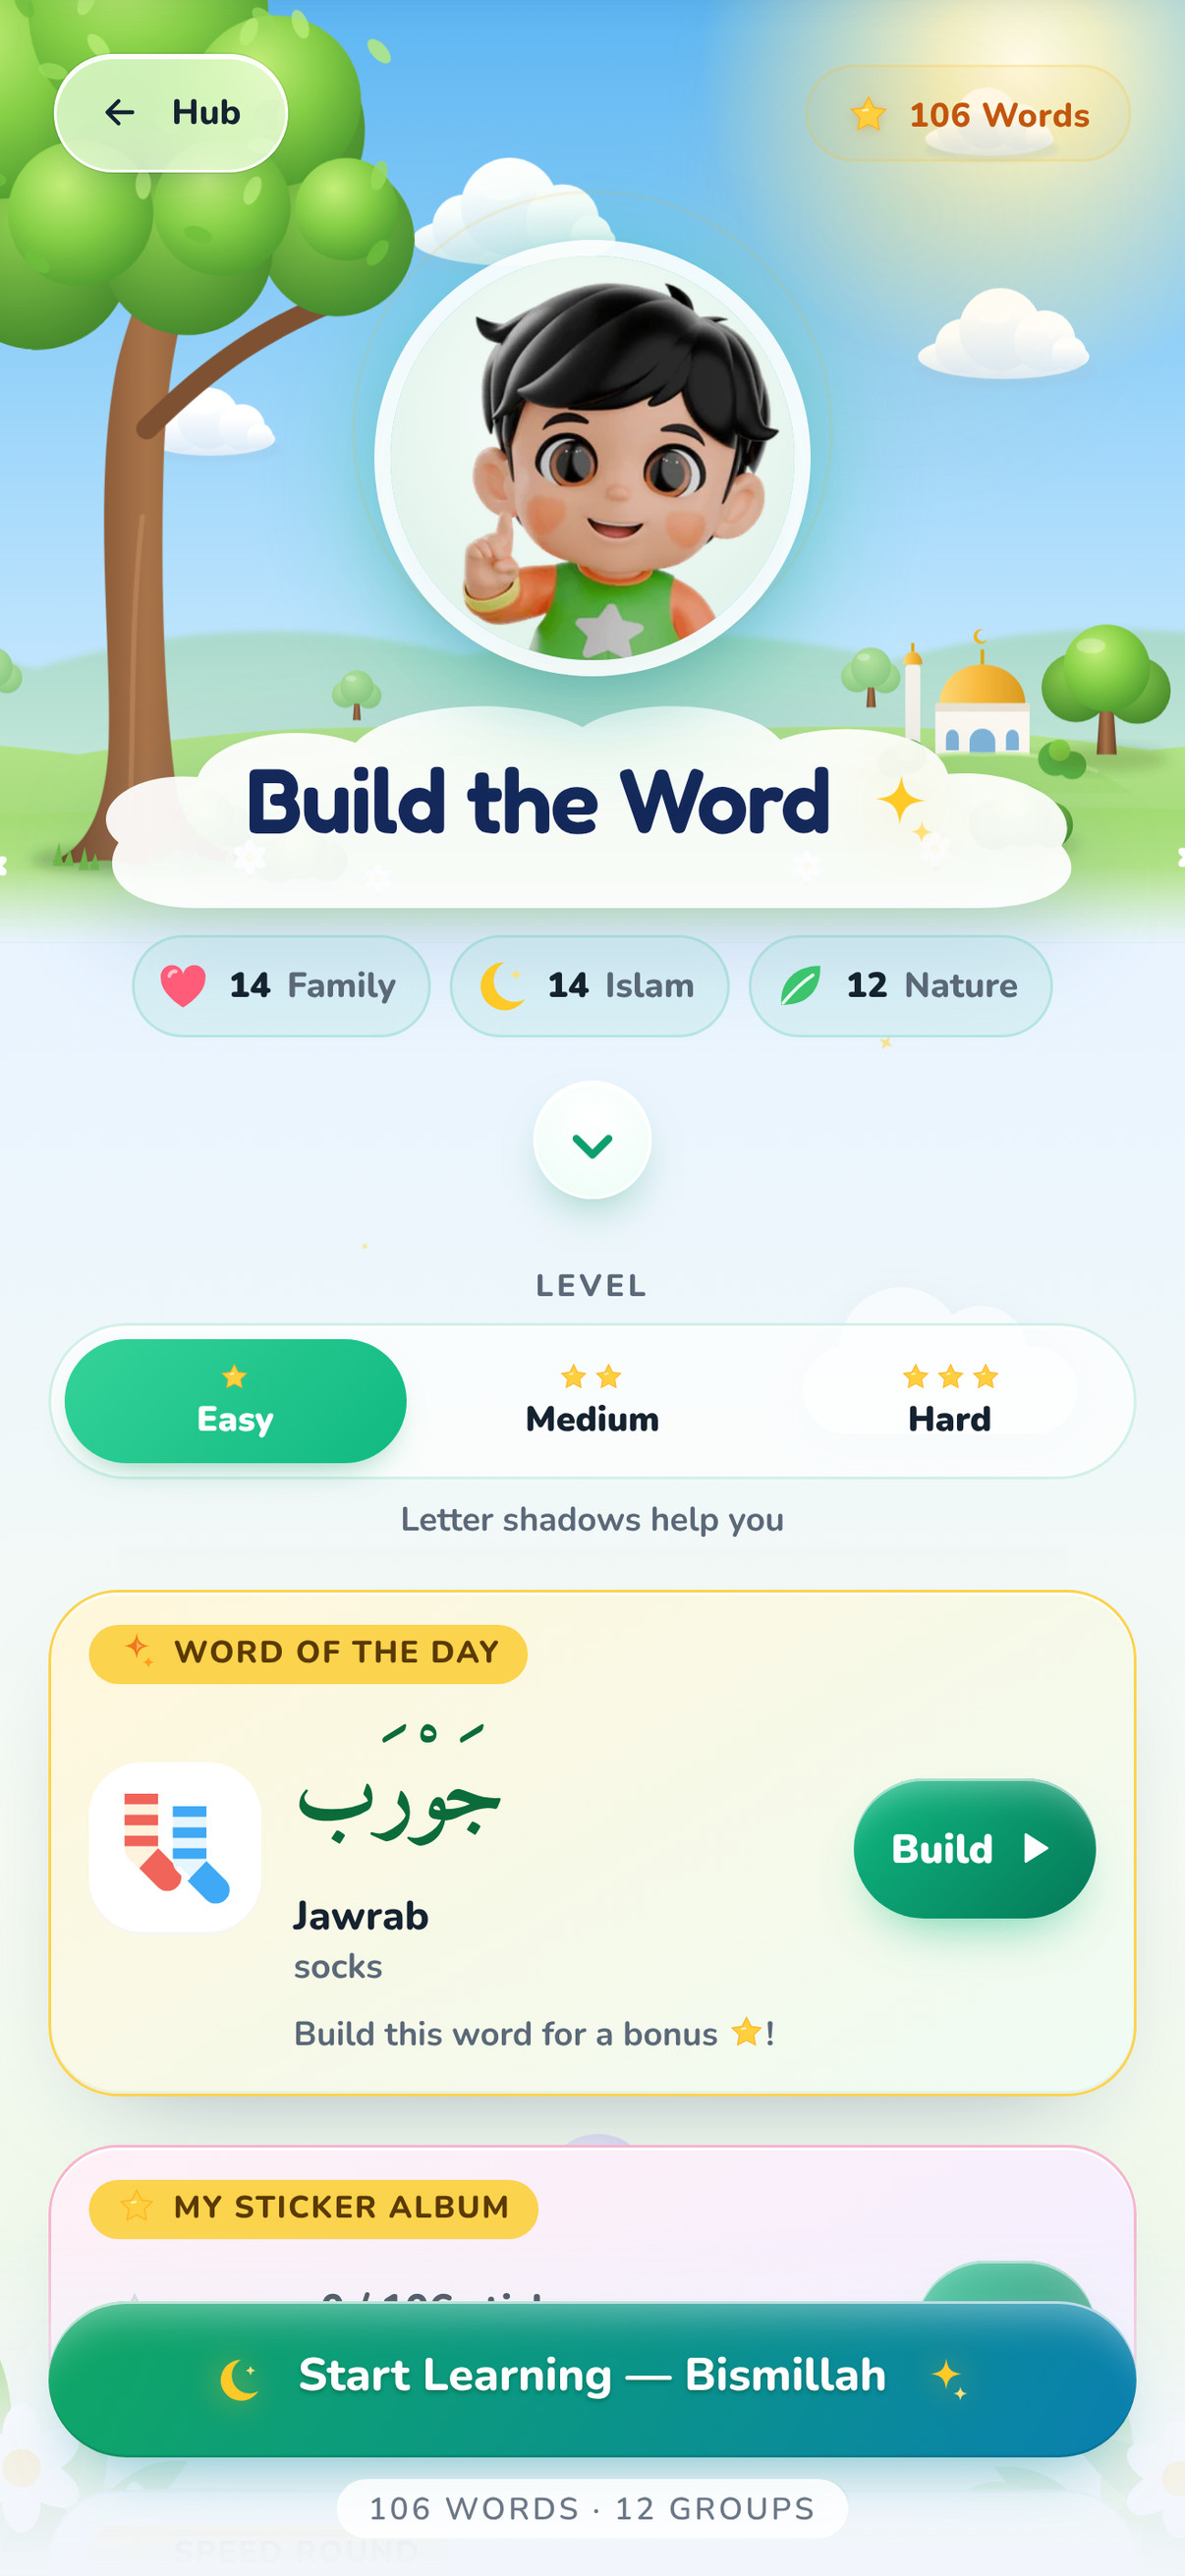 Hub
106 Words
Build the Word
14 Family
14 Islam
12 Nature
LEVEL
Easy
Medium
Hard
Letter shadows help you
WORD OF THE DAY
جَوْرَب
Jawrab
socks
Build this word for a bonus ⭐!
Build
MY STICKER ALBUM
Start Learning — Bismillah
106 WORDS · 12 GROUPS
SPEED ROUND